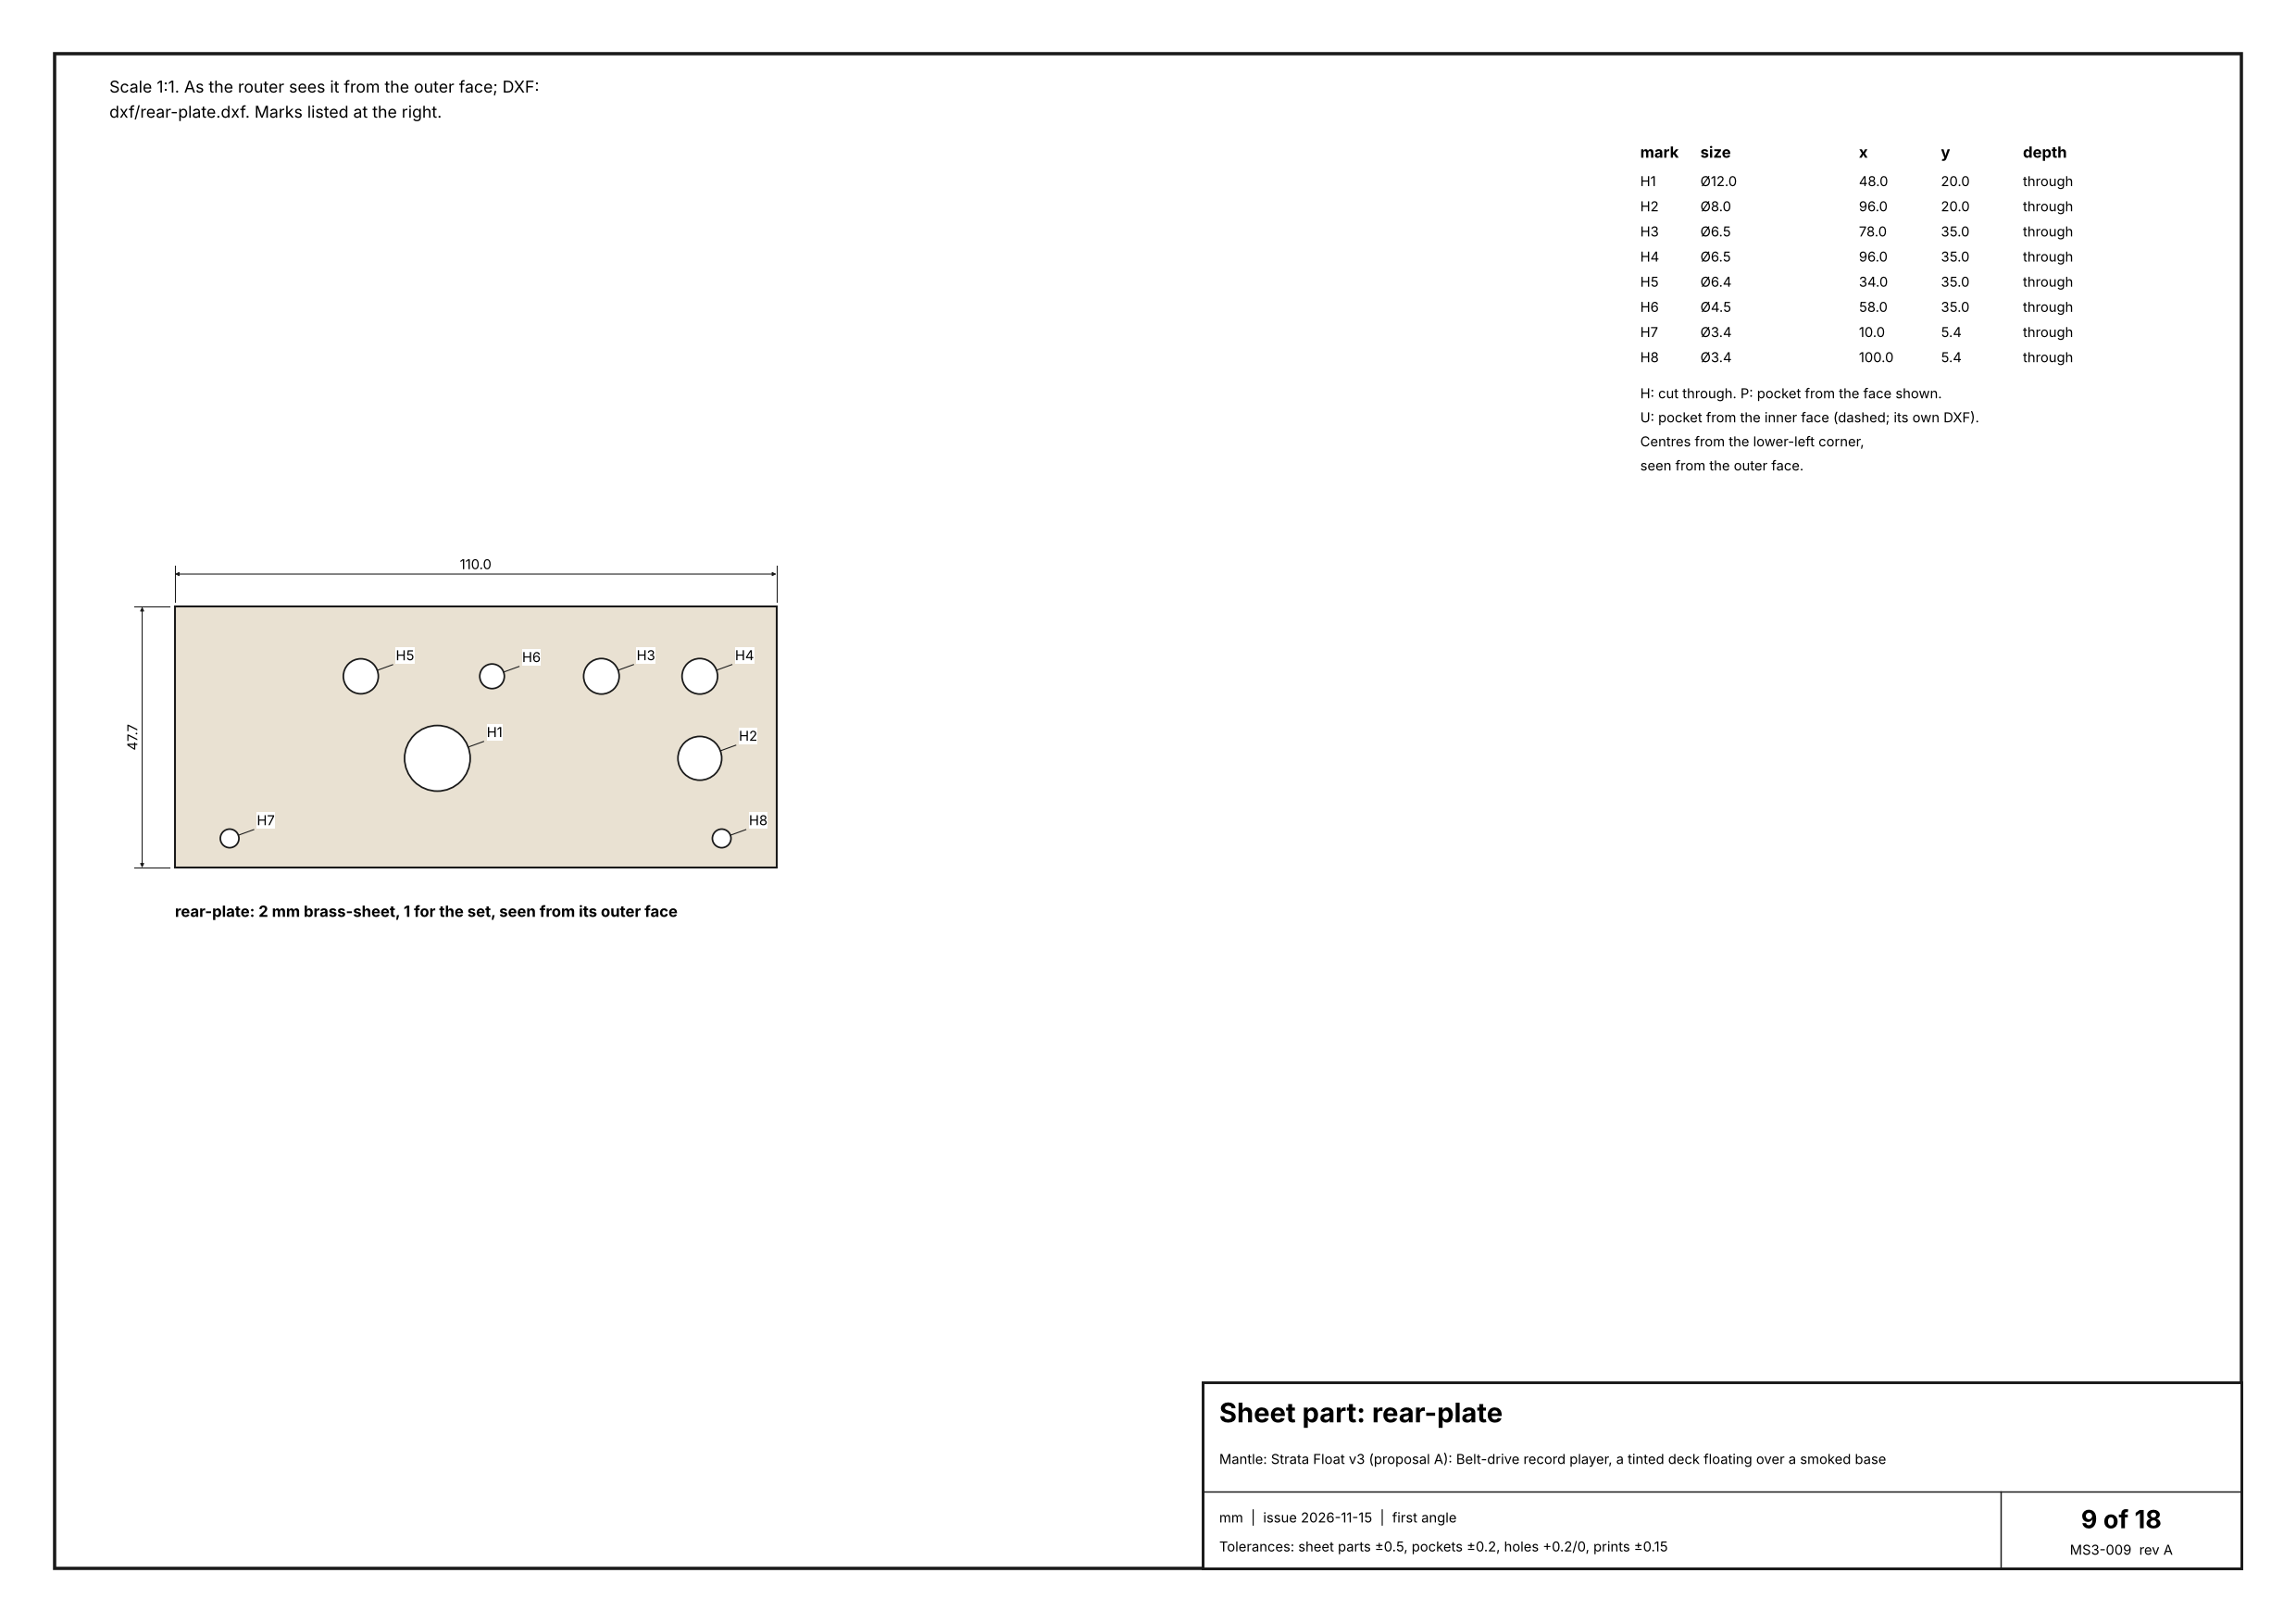 Scale 1:1. As the router sees it from the outer face; DXF:
dxf/rear-plate.dxf. Marks listed at the right.
mark size x y depth
H1 Ø12.0 48.0 20.0 through
H2 Ø8.0 96.0 20.0 through
H3 Ø6.5 78.0 35.0 through
H4 Ø6.5 96.0 35.0 through
H5 Ø6.4 34.0 35.0 through
H6 Ø4.5 58.0 35.0 through
H7 Ø3.4 10.0 5.4 through
H8 Ø3.4 100.0 5.4 through
H: cut through. P: pocket from the face shown.
U: pocket from the inner face (dashed; its own DXF).
Centres from the lower-left corner,
seen from the outer face.
110.0
47.7
H5 H6 H3 H4
H1 H2
H7 H8
rear-plate: 2 mm brass-sheet, 1 for the set, seen from its outer face
Sheet part: rear-plate
Mantle: Strata Float v3 (proposal A): Belt-drive record player, a tinted deck floating over a smoked base
mm | issue 2026-11-15 | first angle
Tolerances: sheet parts ±0.5, pockets ±0.2, holes +0.2/0, prints ±0.15
9 of 18
MS3-009 rev A